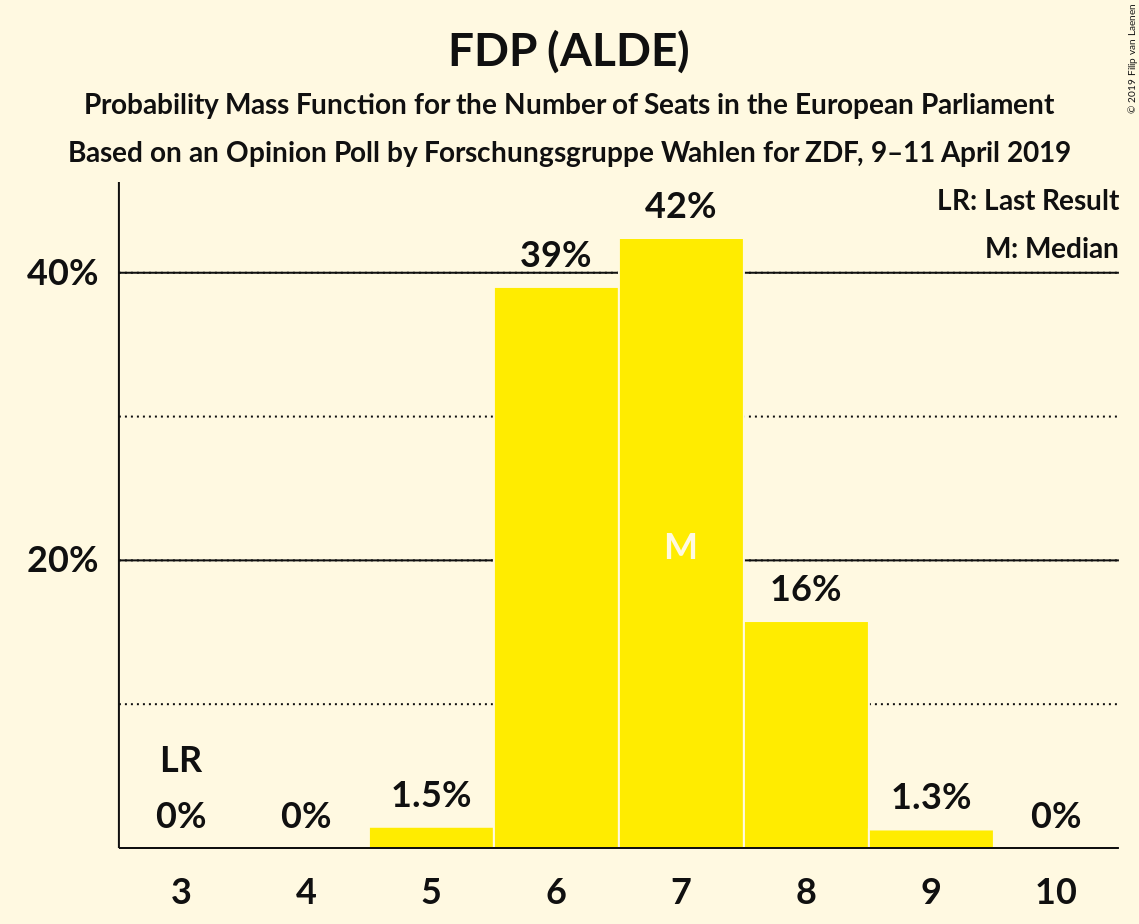 FDP (ALDE)
Probability Mass Function for the Number of Seats in the European Parliament
Based on an Opinion Poll by Forschungsgruppe Wahlen for ZDF, 9–11 April 2019
© 2019 Filip van Laenen
LR: Last Result
M: Median
40%
20%
LR
0%
0%
1.5%
39%
42%
M
16%
1.3%
0%
3 4 5 6 7 8 9 10